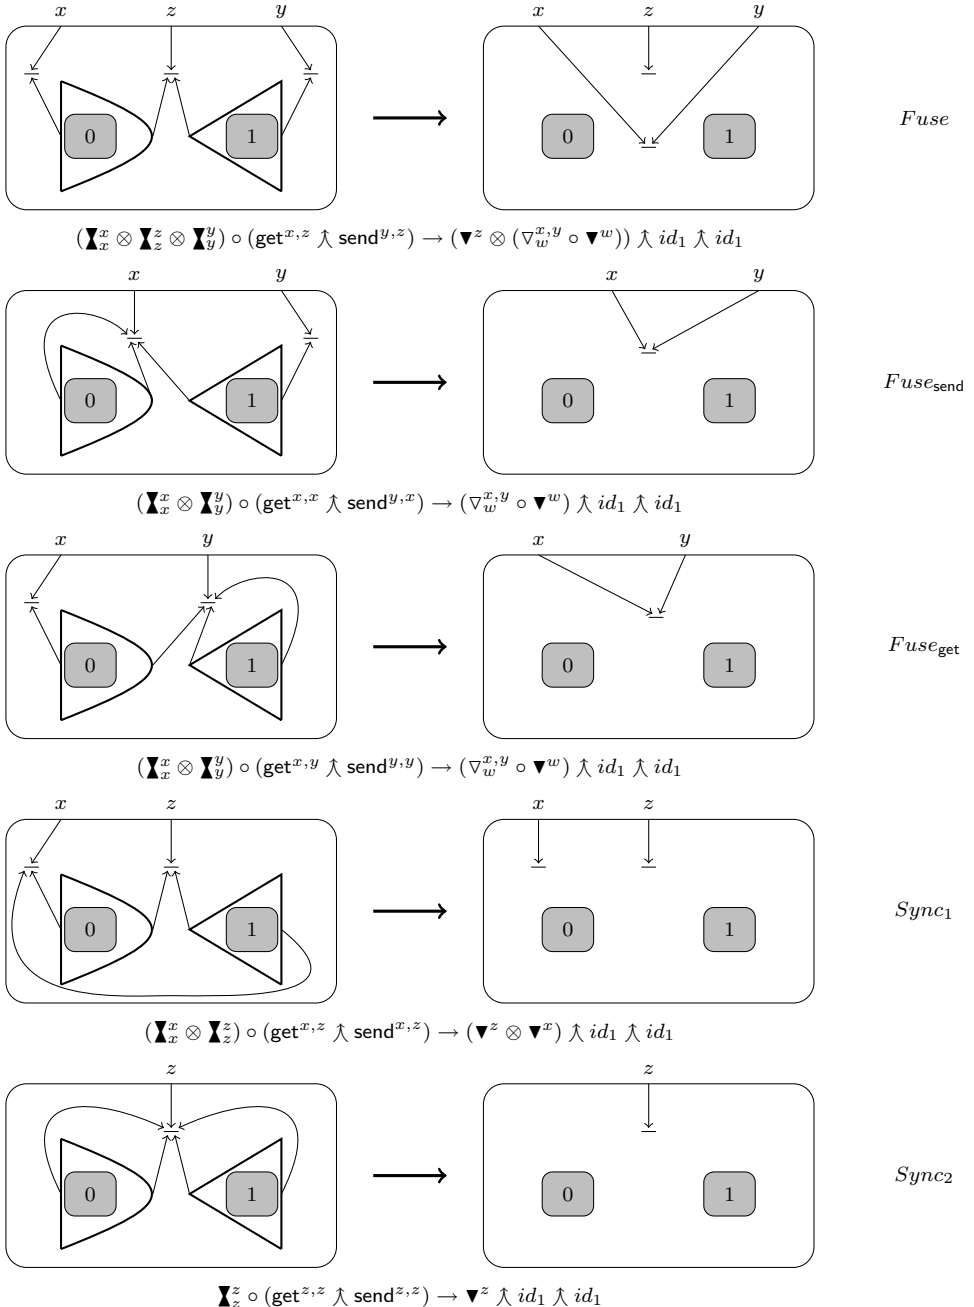 x z y x z y
0 1 0 1 Fuse
(⧗ₓˣ ⊗ ⧗_z^z ⊗ ⧗_y^y) ∘ (get^{x,z} ⅄ send^{y,z}) → (▼^z ⊗ (▽_w^{x,y} ∘ ▼^w)) ⅄ id₁ ⅄ id₁
x y x y
0 1 0 1 Fuse_send
(⧗ₓˣ ⊗ ⧗_y^y) ∘ (get^{x,x} ⅄ send^{y,x}) → (▽_w^{x,y} ∘ ▼^w) ⅄ id₁ ⅄ id₁
x y x y
0 1 0 1 Fuse_get
(⧗ₓˣ ⊗ ⧗_y^y) ∘ (get^{x,y} ⅄ send^{y,y}) → (▽_w^{x,y} ∘ ▼^w) ⅄ id₁ ⅄ id₁
x z x z
0 1 0 1 Sync₁
(⧗ₓˣ ⊗ ⧗_z^z) ∘ (get^{x,z} ⅄ send^{x,z}) → (▼^z ⊗ ▼^x) ⅄ id₁ ⅄ id₁
z z
0 1 0 1 Sync₂
⧗_z^z ∘ (get^{z,z} ⅄ send^{z,z}) → ▼^z ⅄ id₁ ⅄ id₁